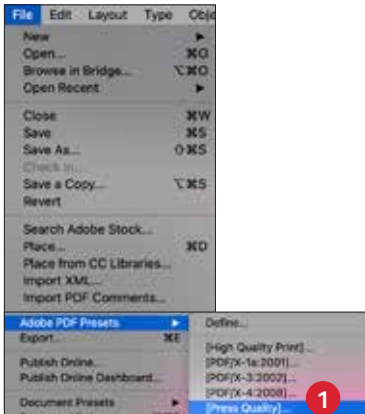 File Edit Layout Type Obje
New
Open... ⌘O
Browse in Bridge... ⌥⌘O
Open Recent
Close ⌘W
Save ⌘S
Save As... ⇧⌘S
Check In...
Save a Copy... ⌥⌘S
Revert
Search Adobe Stock...
Place... ⌘D
Place from CC Libraries...
Import XML...
Import PDF Comments...
Adobe PDF Presets Define...
Export... ⌘E [High Quality Print]...
[PDF/X-1a:2001]...
Publish Online... [PDF/X-3:2002]...
Publish Online Dashboard... [PDF/X-4:2008]...
Document Presets [Press Quality]... 1